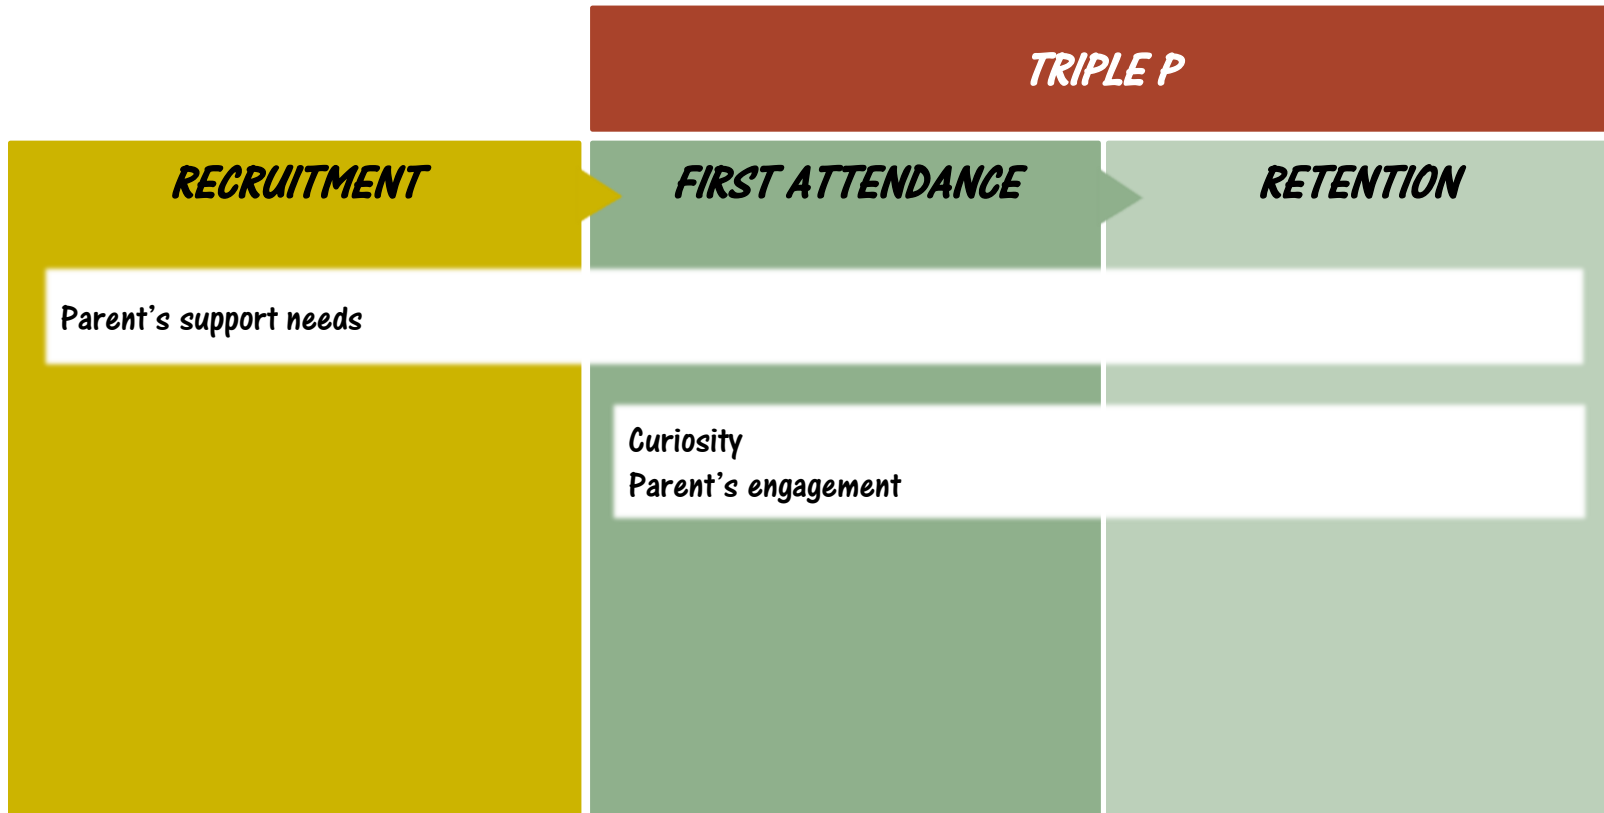 TRIPLE P
RECRUITMENT
FIRST ATTENDANCE
RETENTION
Parent's support needs
Curiosity
Parent's engagement